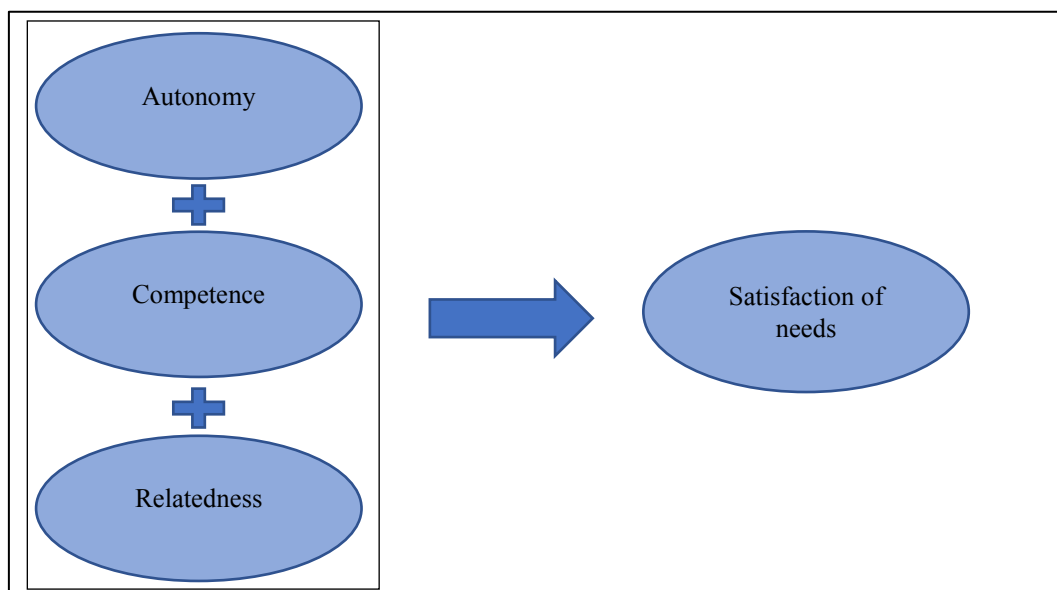 Autonomy
Competence
Relatedness
Satisfaction of
needs